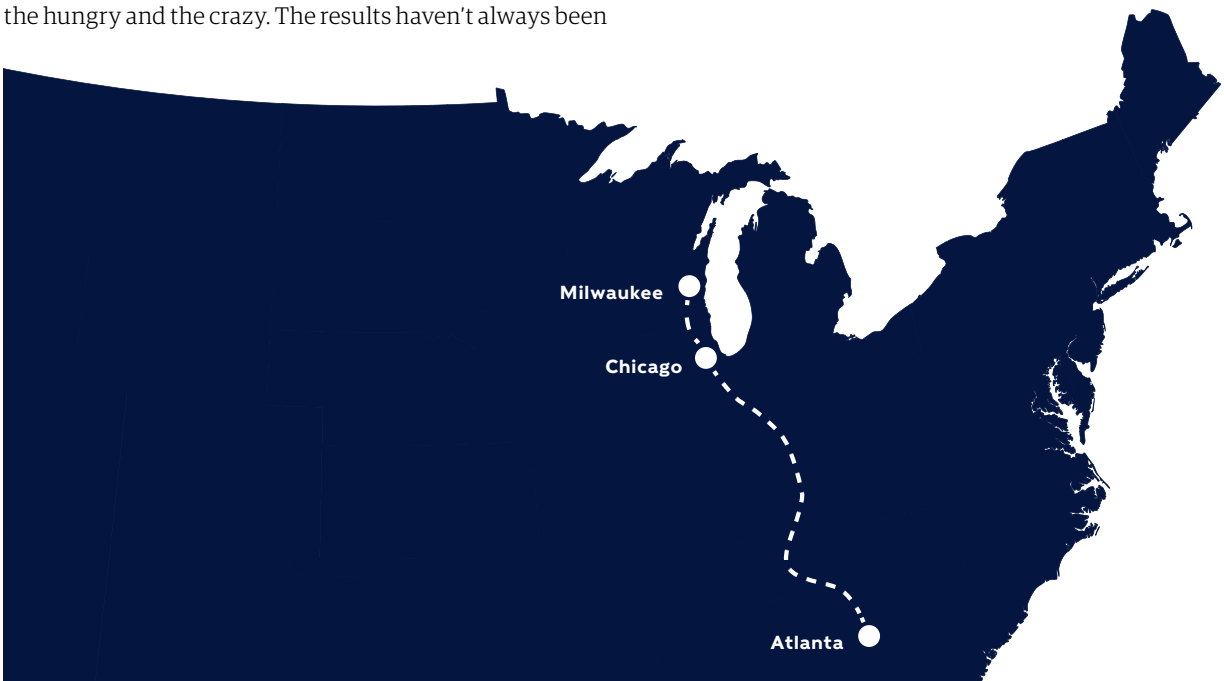 the hungry and the crazy. The results haven't always been
Milwaukee
Chicago
Atlanta